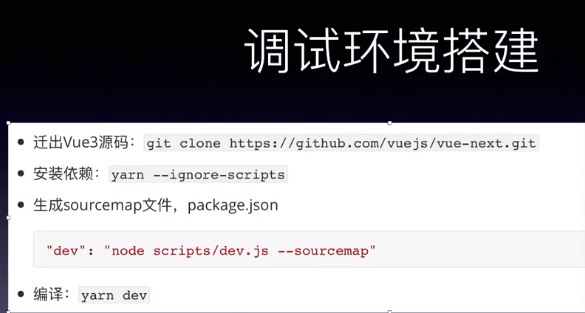 调试环境搭建
迁出Vue3源码：git clone https://github.com/vuejs/vue-next.git
安装依赖：yarn --ignore-scripts
生成sourcemap文件，package.json
"dev": "node scripts/dev.js --sourcemap"
编译：yarn dev